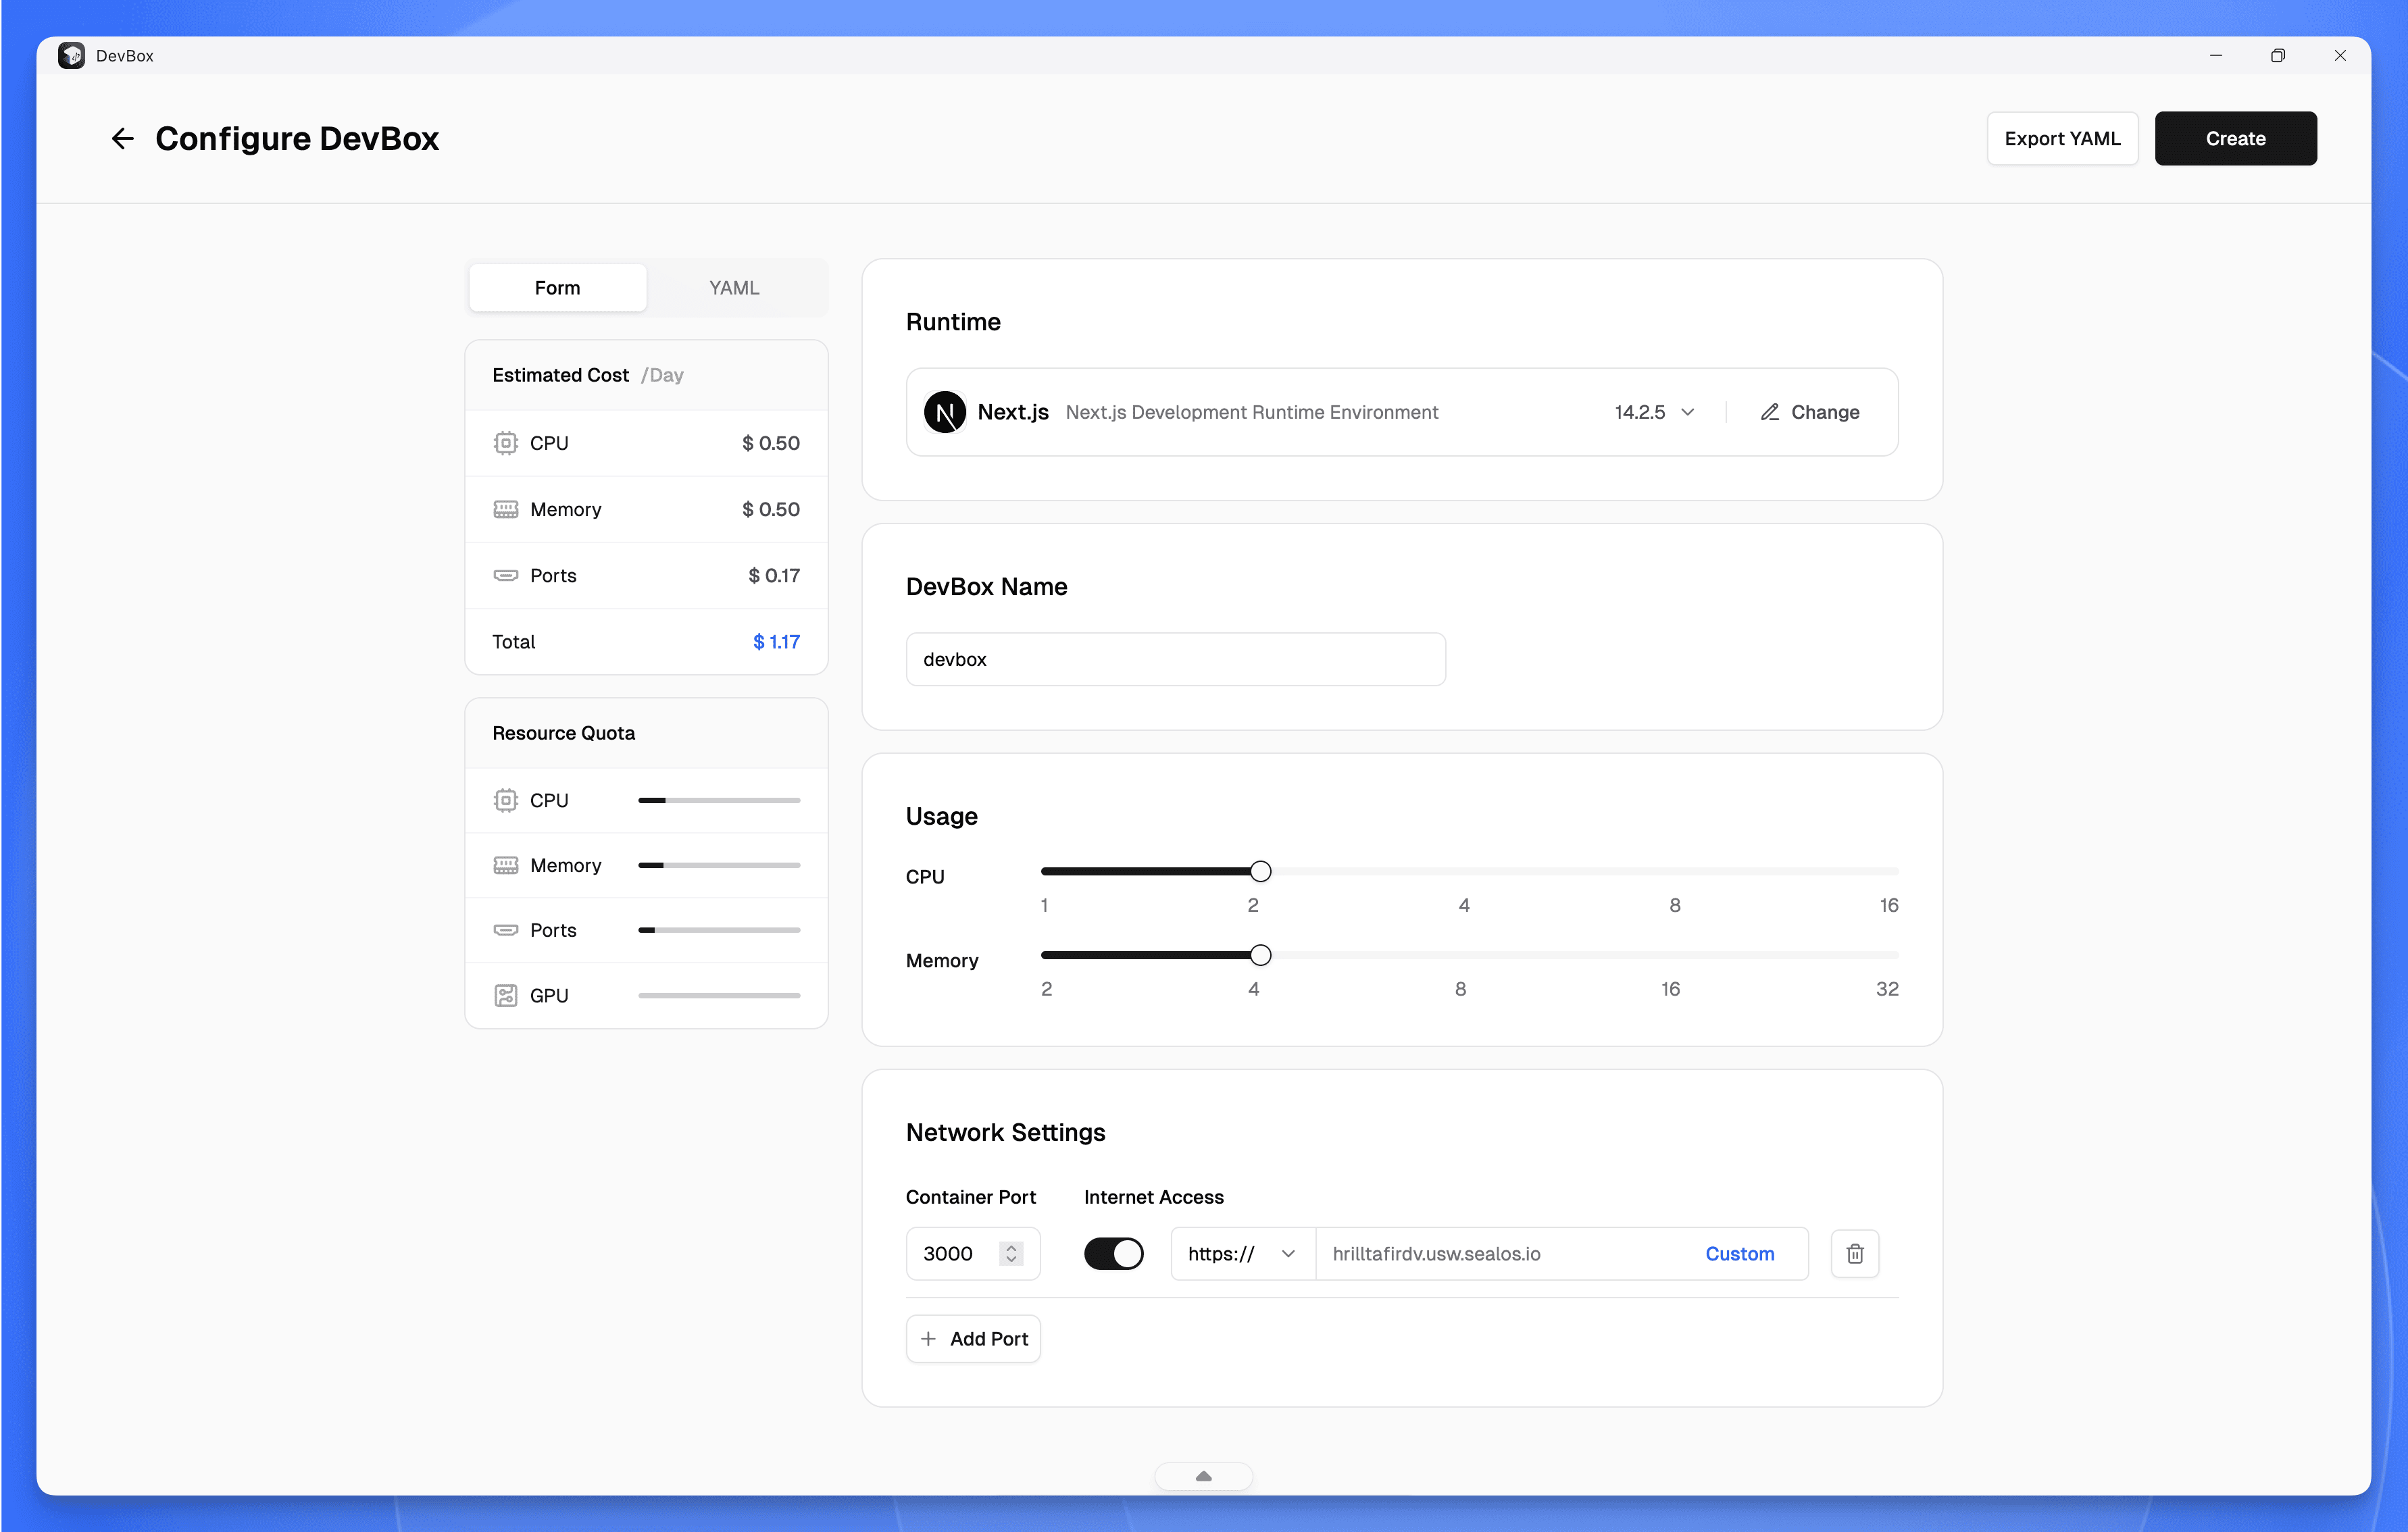 DevBox
Configure DevBox
Export YAML
Create
Form
YAML
Estimated Cost /Day
CPU
$ 0.50
Memory
$ 0.50
Ports
$ 0.17
Total
$ 1.17
Resource Quota
CPU
Memory
Ports
GPU
Runtime
N
Next.js
Next.js Development Runtime Environment
14.2.5
Change
DevBox Name
devbox
Usage
CPU
1 2 4 8 16
Memory
2 4 8 16 32
Network Settings
Container Port
Internet Access
3000
https://
hrilltafirdv.usw.sealos.io
Custom
Add Port